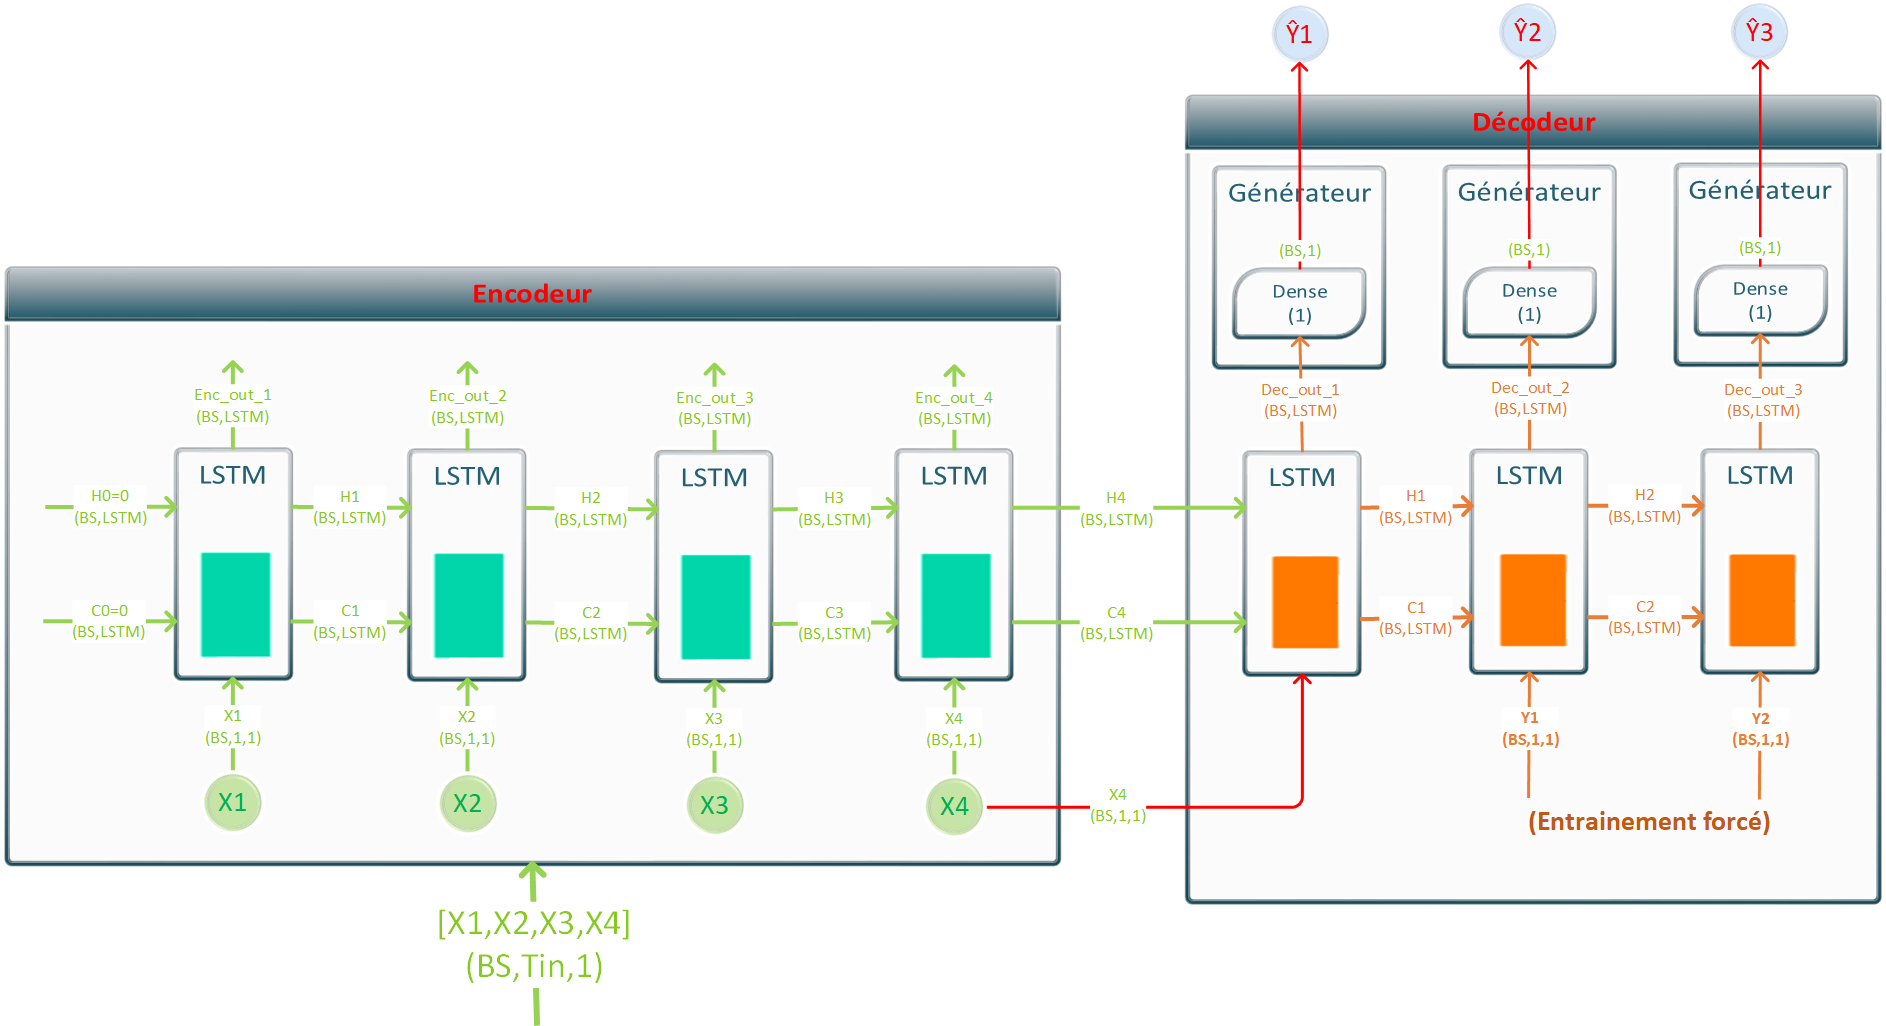 Ŷ1
Ŷ2
Ŷ3
Décodeur
Générateur
Générateur
Générateur
(BS,1)
(BS,1)
(BS,1)
Dense
(1)
Dense
(1)
Dense
(1)
Dec_out_1
(BS,LSTM)
Dec_out_2
(BS,LSTM)
Dec_out_3
(BS,LSTM)
Encodeur
Enc_out_1
(BS,LSTM)
Enc_out_2
(BS,LSTM)
Enc_out_3
(BS,LSTM)
Enc_out_4
(BS,LSTM)
LSTM
LSTM
LSTM
LSTM
LSTM
LSTM
LSTM
H0=0
(BS,LSTM)
H1
(BS,LSTM)
H2
(BS,LSTM)
H3
(BS,LSTM)
H4
(BS,LSTM)
H1
(BS,LSTM)
H2
(BS,LSTM)
C0=0
(BS,LSTM)
C1
(BS,LSTM)
C2
(BS,LSTM)
C3
(BS,LSTM)
C4
(BS,LSTM)
C1
(BS,LSTM)
C2
(BS,LSTM)
X1
(BS,1,1)
X2
(BS,1,1)
X3
(BS,1,1)
X4
(BS,1,1)
Y1
(BS,1,1)
Y2
(BS,1,1)
X1
X2
X3
X4
X4
(BS,1,1)
(Entrainement forcé)
[X1,X2,X3,X4]
(BS,Tin,1)